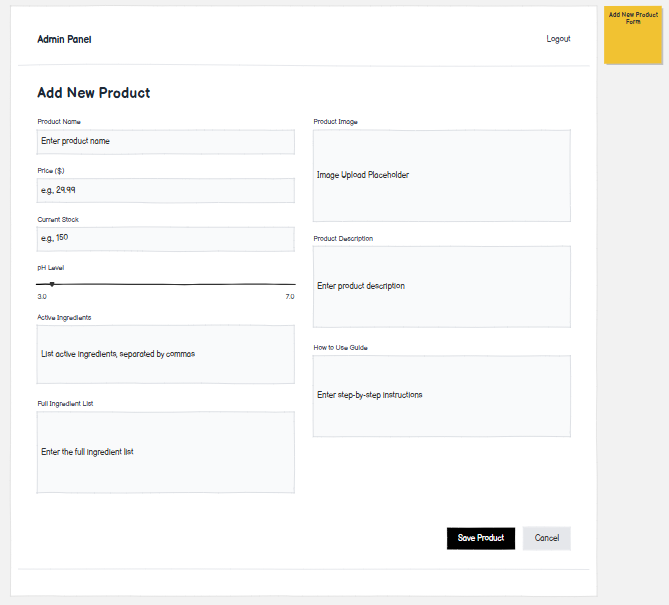 Admin Panel
Logout
Add New Product
Form
Add New Product
Product Name
Enter product name
Price ($)
e.g., 29.99
Current Stock
e.g., 150
pH Level
3.0
7.0
Active Ingredients
List active ingredients, separated by commas
Full Ingredient List
Enter the full ingredient list
Product Image
Image Upload Placeholder
Product Description
Enter product description
How to Use Guide
Enter step-by-step instructions
Save Product
Cancel